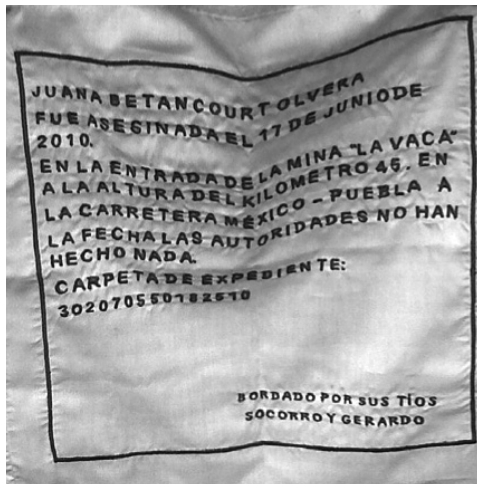 JUANA BETANCOURT OLVERA
FUE ASEGINADA EL 17 DE JUNIO DE
2010.
EN LA ENTRADA DE LA MINA "LA VACA"
A LA ALTURA DEL KILOMETRO 46. EN
LA CARRETERA MÉXICO - PUEBLA A
LA FECHA LAS AUTORIDADES NO HAN
HECHO NADA.
CARPETA DE EXPEDIENTE:
302070550182510
BORDADO POR SUS TÍOS
SOCORRO Y GERARDO